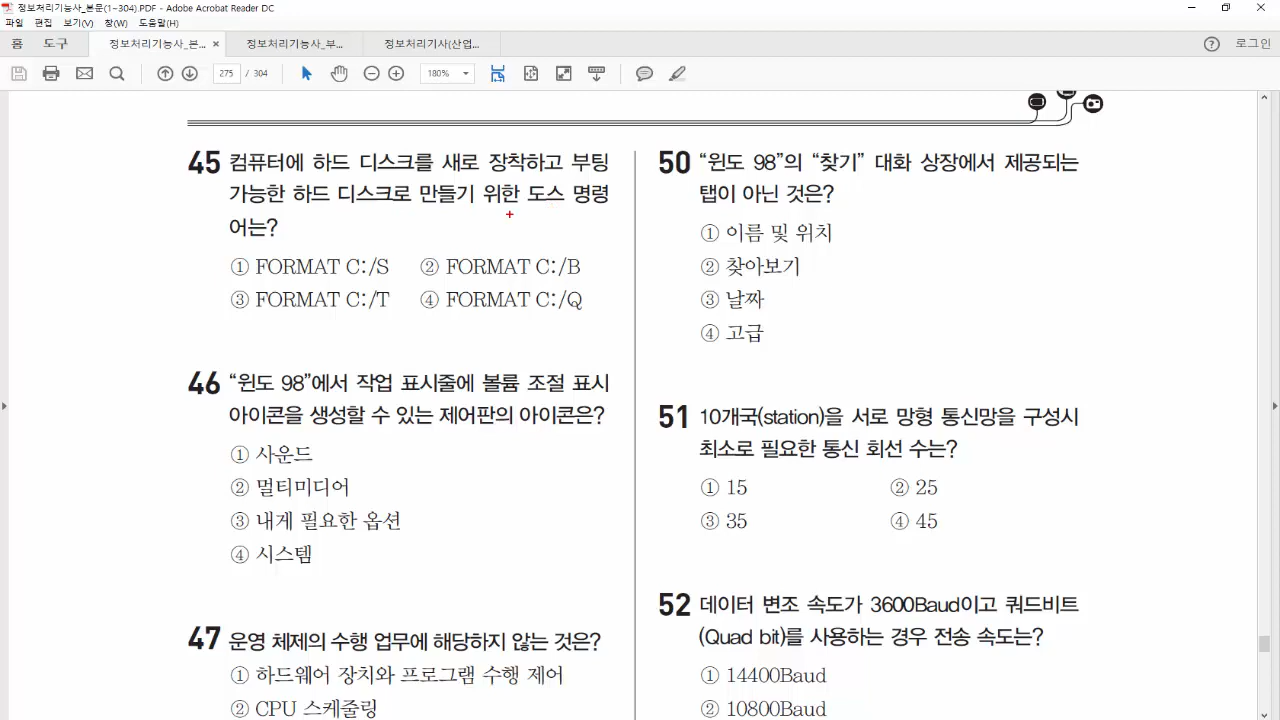 정보처리기능사_본문(1~304).PDF - Adobe Acrobat Reader DC
파일 편집 보기(V) 창(W) 도움말(H)
홈 도구 정보처리기능사_본... × 정보처리기능사_부... 정보처리기사(산업... 로그인
275 / 304 180%
45 컴퓨터에 하드 디스크를 새로 장착하고 부팅
가능한 하드 디스크로 만들기 위한 도스 명령
어는?
① FORMAT C:/S ② FORMAT C:/B
③ FORMAT C:/T ④ FORMAT C:/Q
46 “윈도 98”에서 작업 표시줄에 볼륨 조절 표시
아이콘을 생성할 수 있는 제어판의 아이콘은?
① 사운드
② 멀티미디어
③ 내게 필요한 옵션
④ 시스템
47 운영 체제의 수행 업무에 해당하지 않는 것은?
① 하드웨어 장치와 프로그램 수행 제어
② CPU 스케줄링
50 “윈도 98”의 “찾기” 대화 상장에서 제공되는
탭이 아닌 것은?
① 이름 및 위치
② 찾아보기
③ 날짜
④ 고급
51 10개국(station)을 서로 망형 통신망을 구성시
최소로 필요한 통신 회선 수는?
① 15 ② 25
③ 35 ④ 45
52 데이터 변조 속도가 3600Baud이고 쿼드비트
(Quad bit)를 사용하는 경우 전송 속도는?
① 14400Baud
② 10800Baud